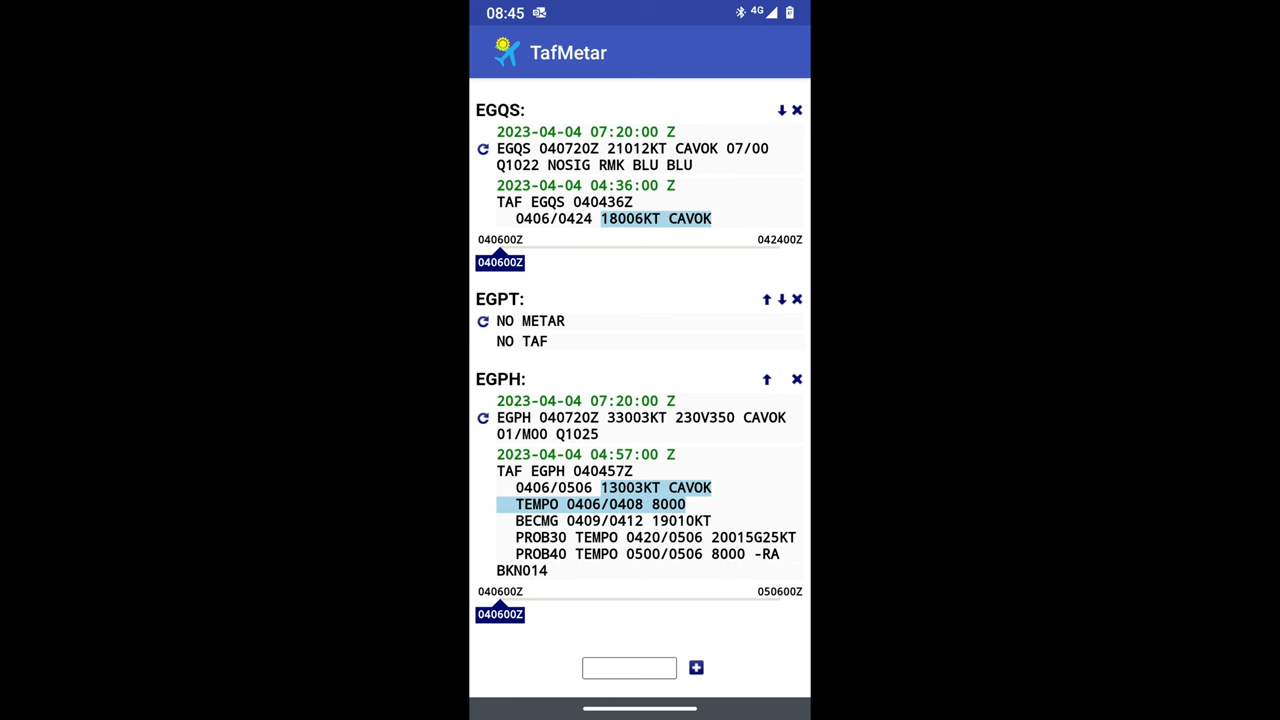 08:45
4G
TafMetar
EGQS:
2023-04-04 07:20:00 Z
EGQS 040720Z 21012KT CAVOK 07/00
Q1022 NOSIG RMK BLU BLU
2023-04-04 04:36:00 Z
TAF EGQS 040436Z
0406/0424 18006KT CAVOK
040600Z 042400Z
040600Z
EGPT:
NO METAR
NO TAF
EGPH:
2023-04-04 07:20:00 Z
EGPH 040720Z 33003KT 230V350 CAVOK
01/M00 Q1025
2023-04-04 04:57:00 Z
TAF EGPH 040457Z
0406/0506 13003KT CAVOK
TEMPO 0406/0408 8000
BECMG 0409/0412 19010KT
PROB30 TEMPO 0420/0506 20015G25KT
PROB40 TEMPO 0500/0506 8000 -RA
BKN014
040600Z 050600Z
040600Z